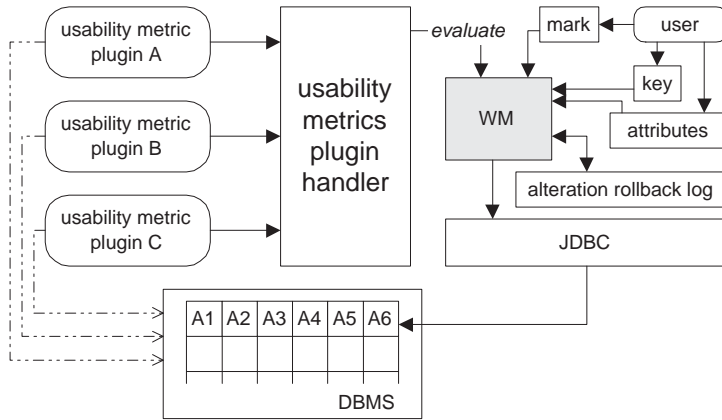 usability metric
plugin A
usability metric
plugin B
usability metric
plugin C
usability
metrics
plugin
handler
evaluate
mark
user
key
WM
attributes
alteration rollback log
JDBC
A1 A2 A3 A4 A5 A6
DBMS